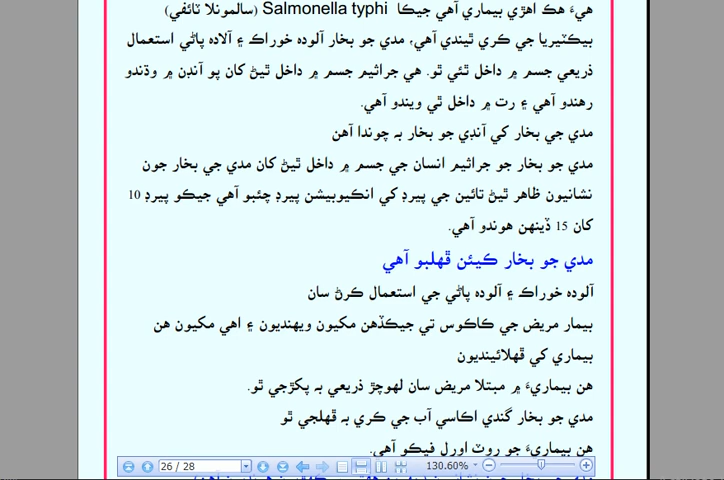 هيءَ هڪ اهڙي بيماري آهي جيڪا Salmonella typhi (سالمونلا ٽائفي)
بيڪٽيريا جي ڪري ٿيندي آهي، مدي جو بخار آلوده خوراڪ ۽ آلاده پاڻي استعمال
ذريعي جسم ۾ داخل ٿئي ٿو. هي جراثيم جسم ۾ داخل ٿيڻ کان پو آنڊن ۾ وڌندو
رهندو آهي ۽ رت ۾ داخل ٿي ويندو آهي.
مدي جي بخار کي آنڊي جو بخار بہ چوندا آهن
مدي جو بخار جو جراثيم انسان جي جسم ۾ داخل ٿيڻ کان مدي جي بخار جون
نشانيون ظاهر ٿيڻ تائين جي پيرڊ کي انڪيوبيشن پيرڊ چئبو آهي جيڪو پيرڊ 10
کان 15 ڏينهن هوندو آهي.
مدي جو بخار ڪيئن ڦهلبو آهي
آلوده خوراڪ ۽ آلوده پاڻي جي استعمال ڪرڻ سان
بيمار مريض جي ڪاڪوس تي جيڪڏهن مکيون ويهنديون ۽ اهي مکيون هن
بيماري کي ڦهلائينديون
هن بيماريءَ ۾ مبتلا مريض سان لهوچڙ ذريعي بہ پکڙجي ٿو.
مدي جو بخار گندي اڪاسي آب جي ڪري بہ ڦهلجي ٿو
هن بيماريءَ جو روٽ اورل فيڪو آهي.
26 / 28
130.60%